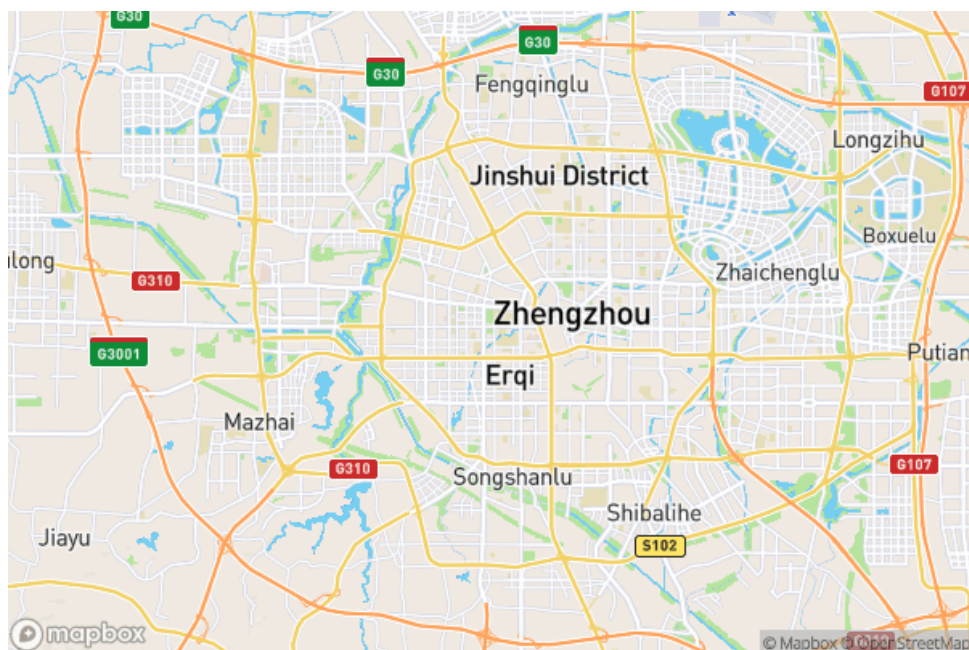 G30
G30
G30
Fengqinglu
G107
Longzihu
Jinshui District
Boxuelu
Zhaichenglu
ulong
G310
Zhengzhou
G3001
Putian
Erqi
Mazhai
G310
Songshanlu
G107
Shibalihe
Jiayu
S102
mapbox
© Mapbox © OpenStreetMap